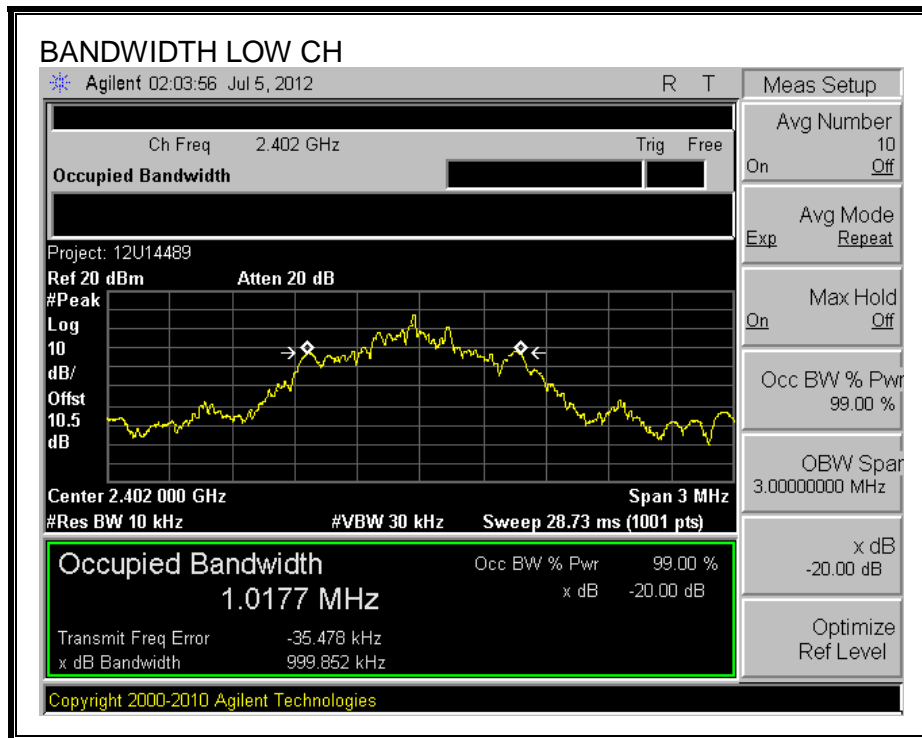 BANDWIDTH LOW CH
Agilent 02:03:56 Jul 5, 2012 R T
Ch Freq 2.402 GHz Trig Free
Occupied Bandwidth
Project: 12U14489
Ref 20 dBm Atten 20 dB
#Peak
Log
10
dB/
Offst
10.5
dB
Center 2.402 000 GHz Span 3 MHz
#Res BW 10 kHz #VBW 30 kHz Sweep 28.73 ms (1001 pts)
Occupied Bandwidth Occ BW % Pwr 99.00 %
1.0177 MHz x dB -20.00 dB
Transmit Freq Error -35.478 kHz
x dB Bandwidth 999.852 kHz
Copyright 2000-2010 Agilent Technologies
Meas Setup
Avg Number
10
On Off
Avg Mode
Exp Repeat
Max Hold
On Off
Occ BW % Pwr
99.00 %
OBW Span
3.00000000 MHz
x dB
-20.00 dB
Optimize
Ref Level